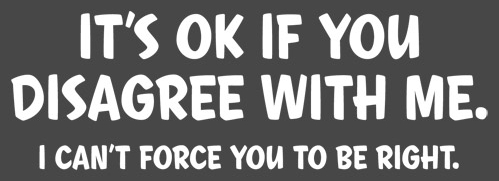 IT'S OK IF YOU
DISAGREE WITH ME.
I CAN'T FORCE YOU TO BE RIGHT.